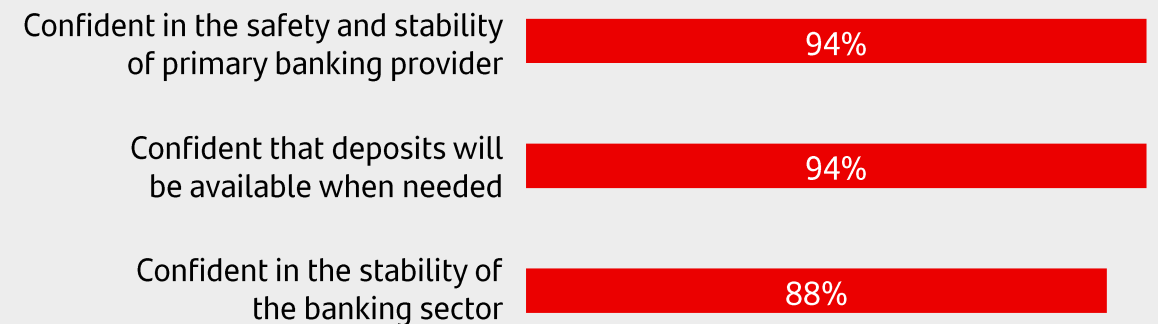 Confident in the safety and stability
of primary banking provider
94%
Confident that deposits will
be available when needed
94%
Confident in the stability of
the banking sector
88%